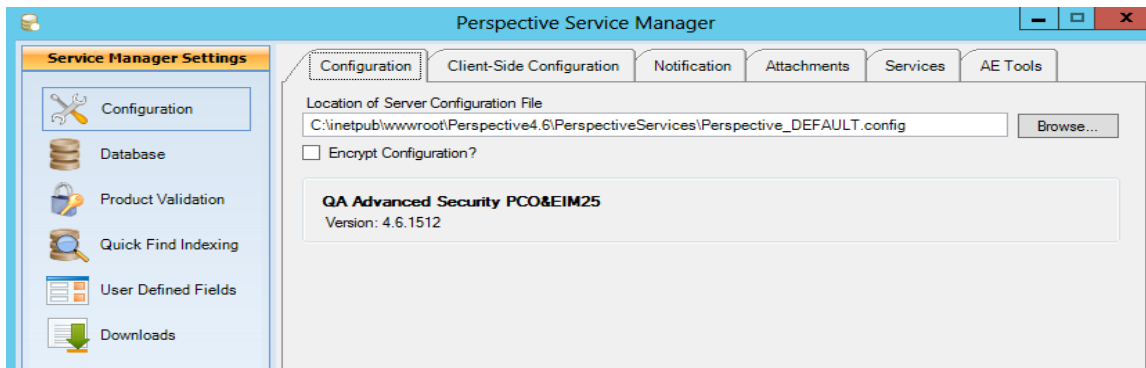 Perspective Service Manager
Service Manager Settings
Configuration
Database
Product Validation
Quick Find Indexing
User Defined Fields
Downloads
Configuration Client-Side Configuration Notification Attachments Services AE Tools
Location of Server Configuration File
C:\inetpub\wwwroot\Perspective4.6\PerspectiveServices\Perspective_DEFAULT.config Browse...
Encrypt Configuration?
QA Advanced Security PCO&EIM25
Version: 4.6.1512